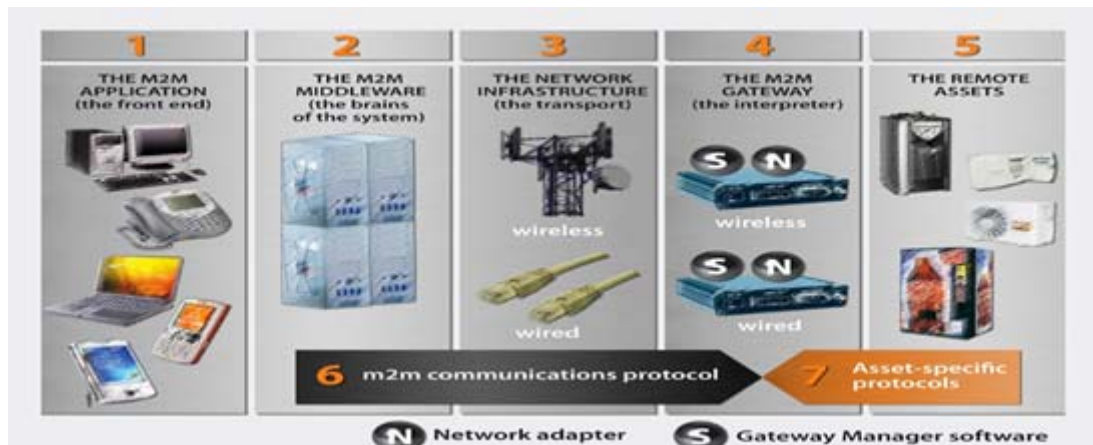 1
THE M2M
APPLICATION
(the front end)
2
THE M2M
MIDDLEWARE
(the brains
of the system)
3
THE NETWORK
INFRASTRUCTURE
(the transport)
wireless
wired
4
THE M2M
GATEWAY
(the interpreter)
S N
wireless
S N
wired
5
THE REMOTE
ASSETS
6 m2m communications protocol
7 Asset-specific
protocols
N Network adapter
S Gateway Manager software